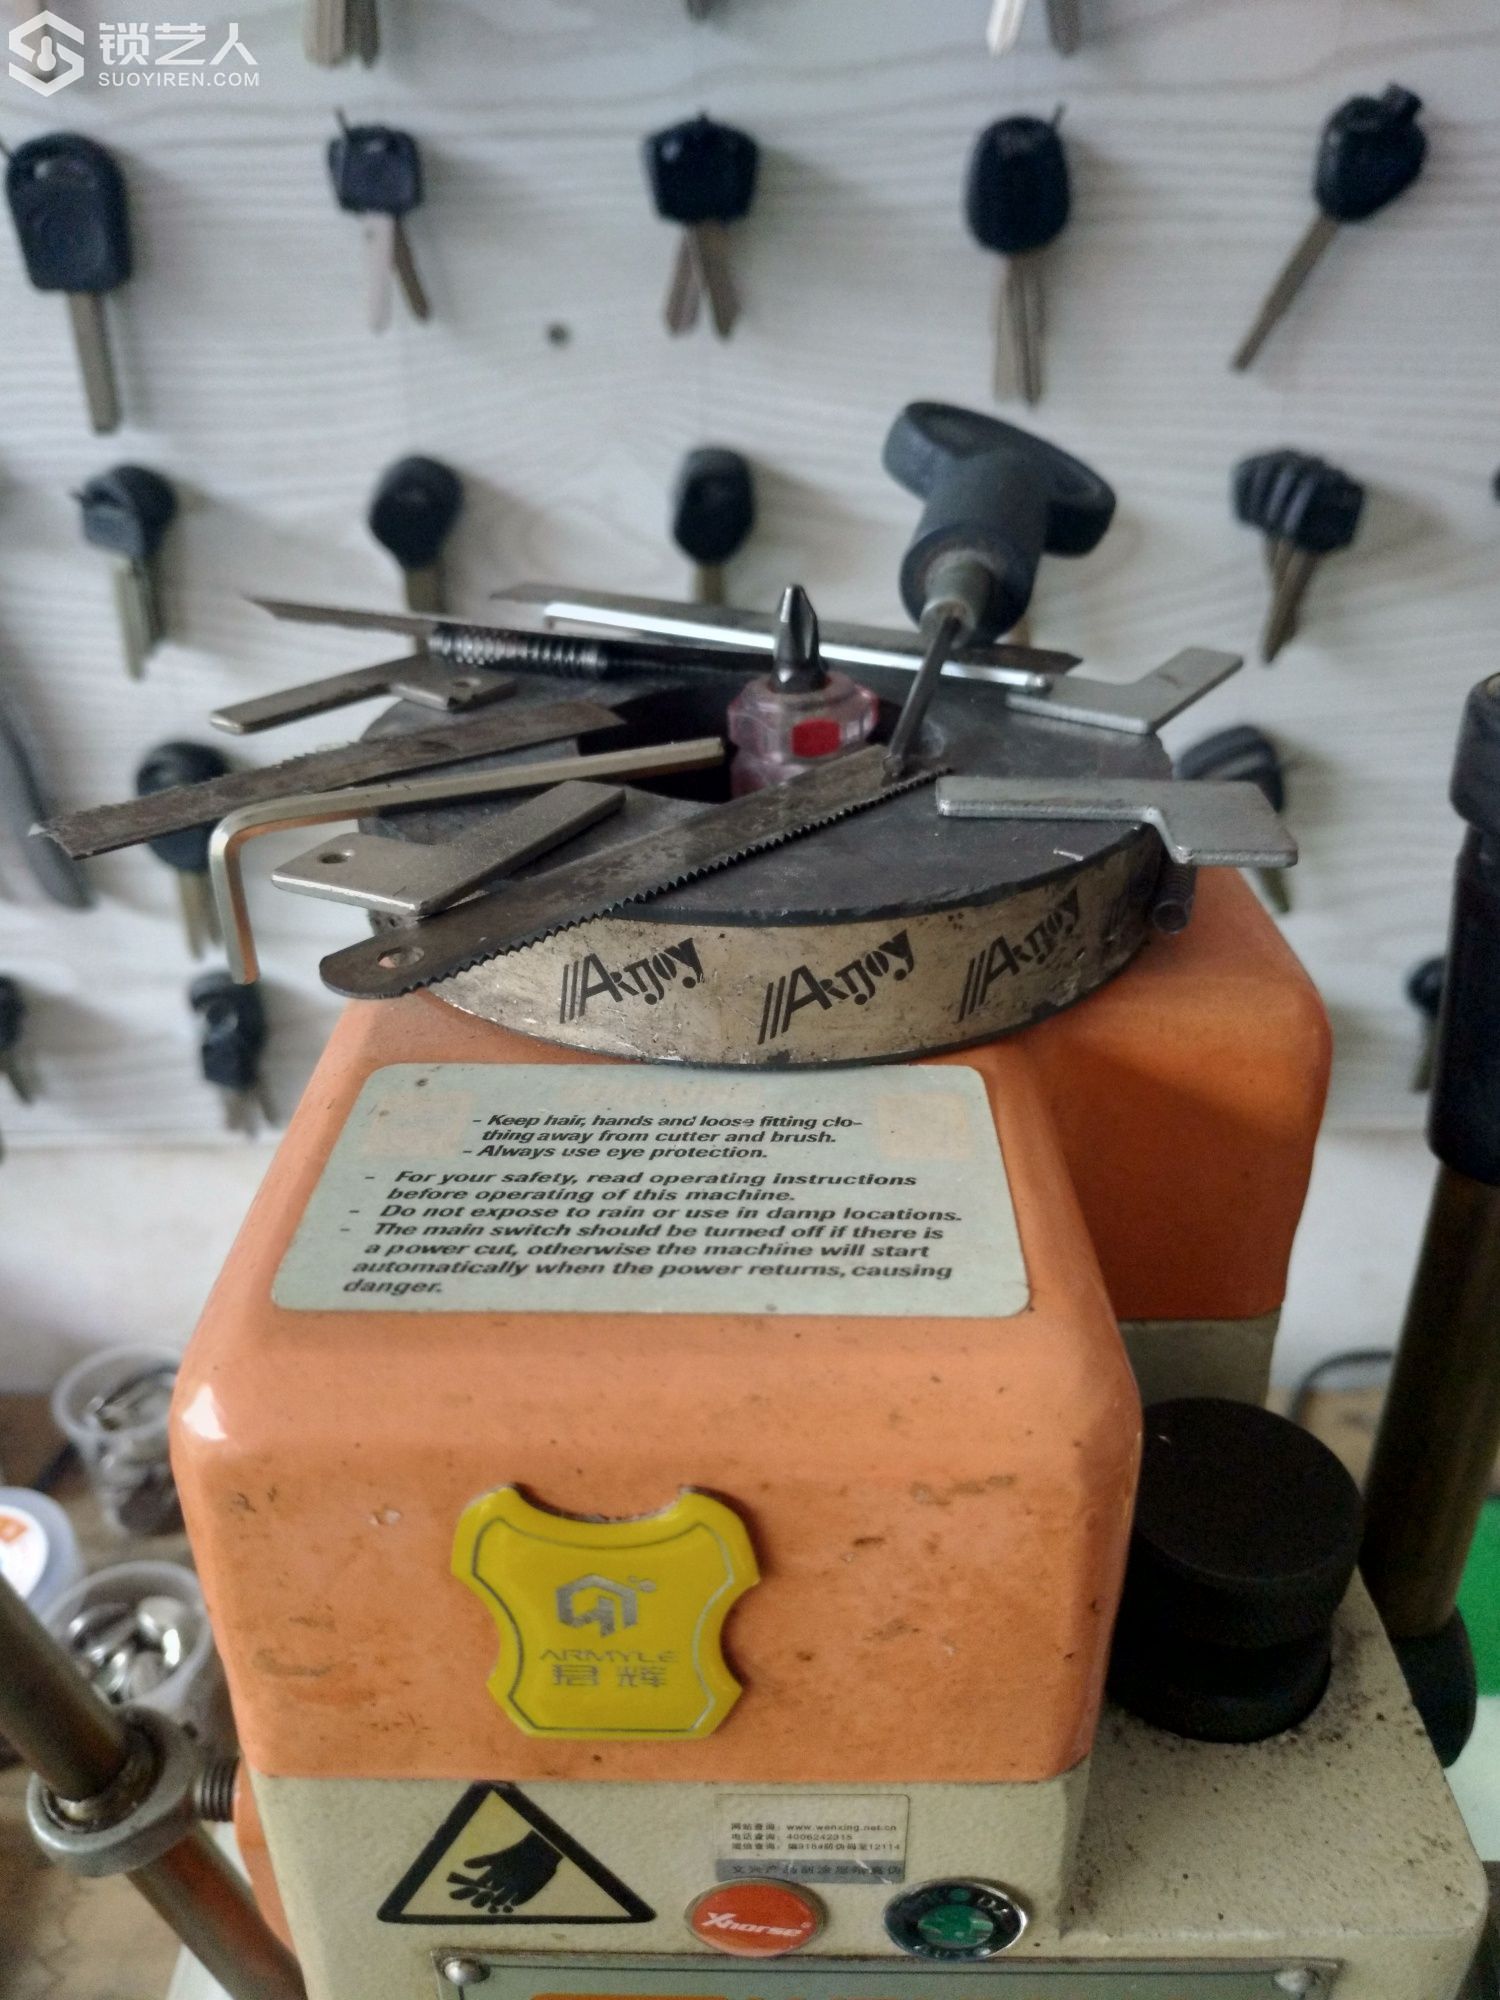 锁艺人
SUOYIREN.COM
Arnjoy Arnjoy Arnjoy
- Keep hair, hands and loose fitting clo-
thing away from cutter and brush.
- Always use eye protection.
- For your safety, read operating instructions
before operating of this machine.
- Do not expose to rain or use in damp locations.
- The main switch should be turned off if there is
a power cut, otherwise the machine will start
automatically when the power returns, causing
danger.
ARMYLE
君辉
网站查询: www.wenxing.net.cn
电话查询: 4006242315
Xhorse